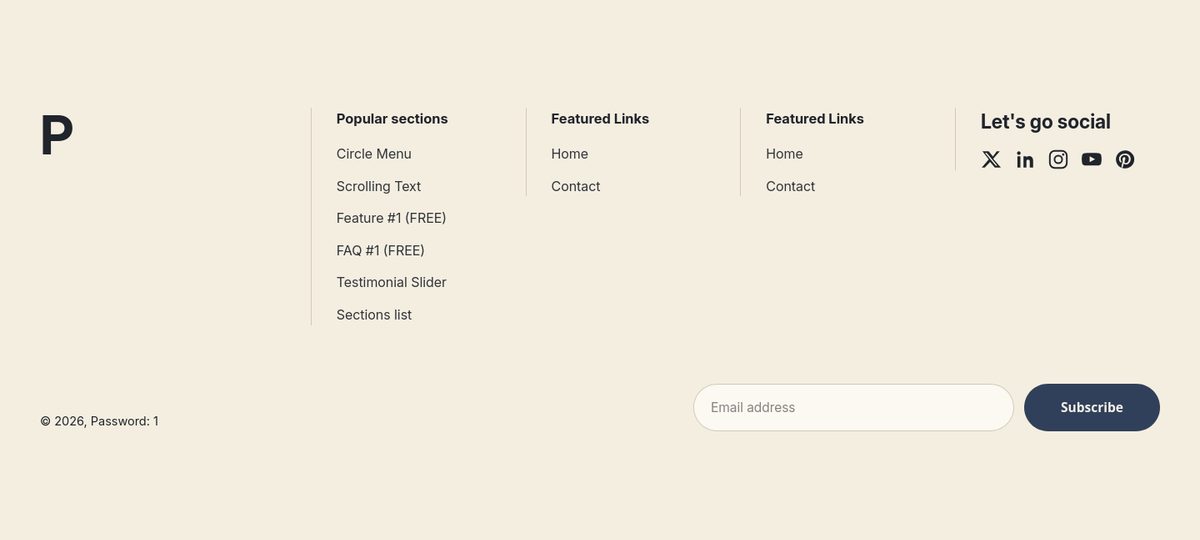 P
Popular sections
Circle Menu
Scrolling Text
Feature #1 (FREE)
FAQ #1 (FREE)
Testimonial Slider
Sections list
Featured Links
Home
Contact
Featured Links
Home
Contact
Let's go social
Email address
Subscribe
© 2026, Password: 1